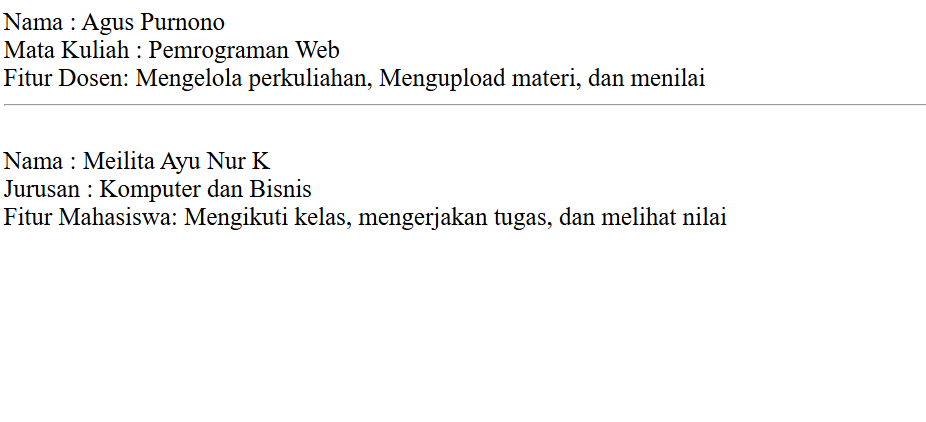 Nama : Agus Purnono
Mata Kuliah : Pemrograman Web
Fitur Dosen: Mengelola perkuliahan, Mengupload materi, dan menilai
Nama : Meilita Ayu Nur K
Jurusan : Komputer dan Bisnis
Fitur Mahasiswa: Mengikuti kelas, mengerjakan tugas, dan melihat nilai